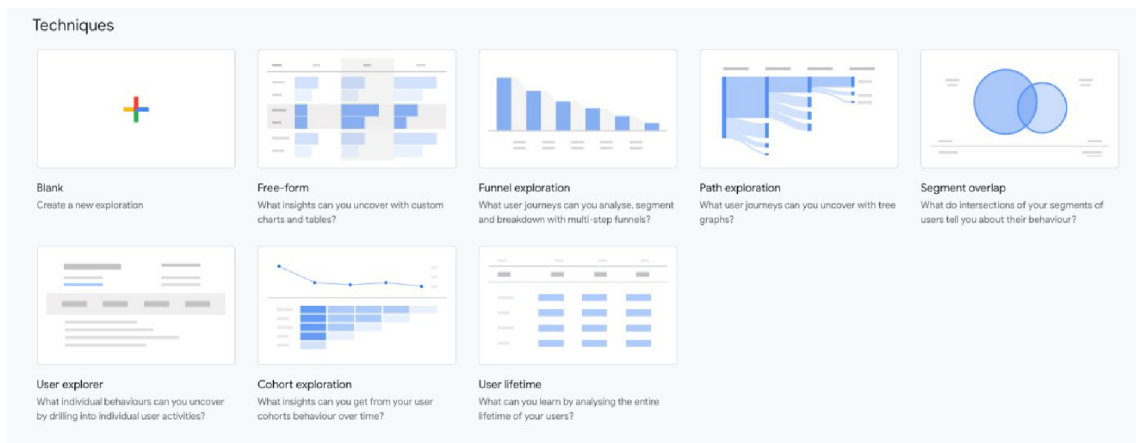 Techniques
Blank
Create a new exploration
Free-form
What insights can you uncover with custom
charts and tables?
Funnel exploration
What user journeys can you analyse, segment
and breakdown with multi-step funnels?
Path exploration
What user journeys can you uncover with tree
graphs?
Segment overlap
What do intersections of your segments of
users tell you about their behaviour?
User explorer
What individual behaviours can you uncover
by drilling into individual user activities?
Cohort exploration
What insights can you get from your user
cohorts behaviour over time?
User lifetime
What can you learn by analysing the entire
lifetime of your users?